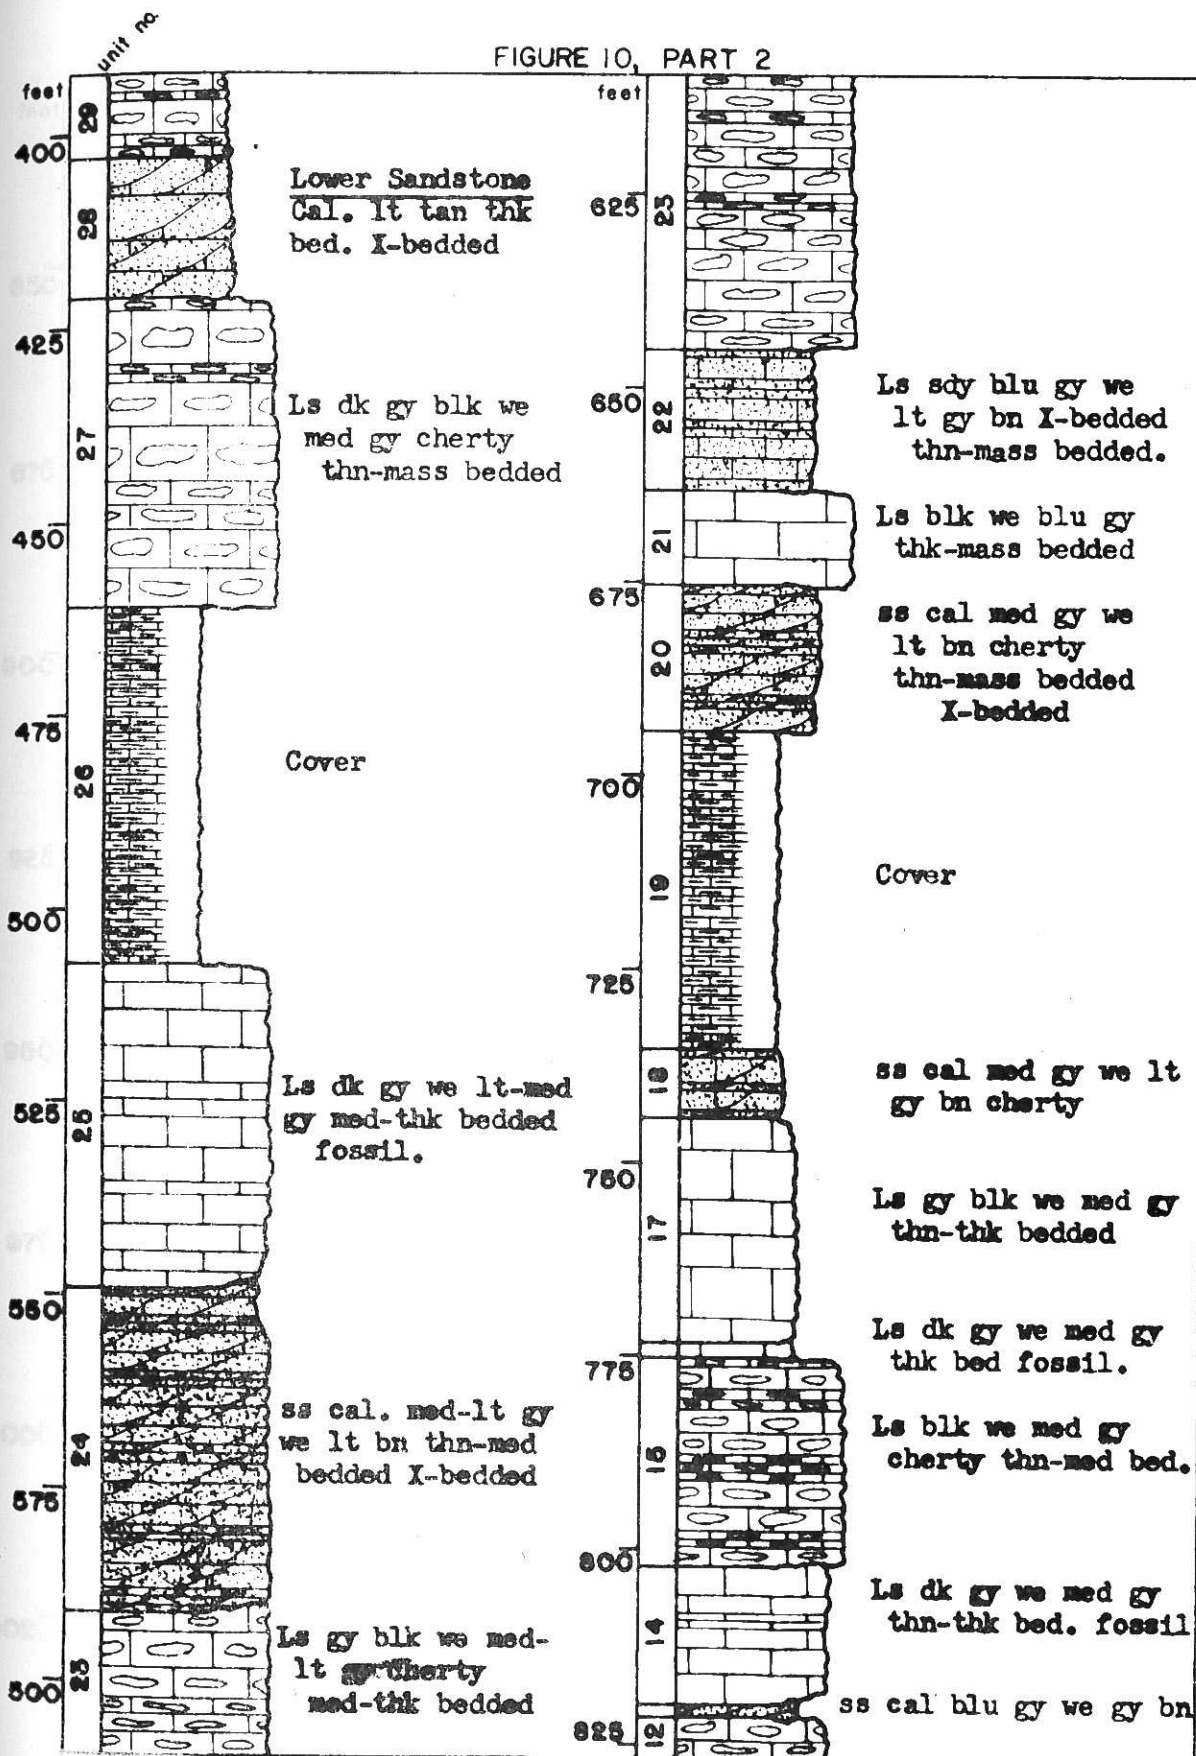 unit no.
FIGURE 10, PART 2
feet
29
400
28
Lower Sandstone
Cal. lt tan thk
bed. X-bedded
425
27
Ls dk gy blk we
med gy cherty
thn-mass bedded
450
475
26
Cover
500
25
Ls dk gy we lt-med
gy med-thk bedded
fossil.
525
550
24
ss cal. med-lt gy
we lt bn thn-med
bedded X-bedded
575
23
Ls gy blk we med-
lt cherty
med-thk bedded
500
feet
625
23
650
22
Ls sdy blu gy we
lt gy bn X-bedded
thn-mass bedded.
21
Ls blk we blu gy
thk-mass bedded
675
20
ss cal med gy we
lt bn cherty
thn-mass bedded
X-bedded
700
19
Cover
725
18
ss cal med gy we lt
gy bn cherty
750
17
Ls gy blk we med gy
thn-thk bedded
Ls dk gy we med gy
thk bed fossil.
775
15
Ls blk we med gy
cherty thn-med bed.
800
14
Ls dk gy we med gy
thn-thk bed. fossil
ss cal blu gy we gy bn
825
12